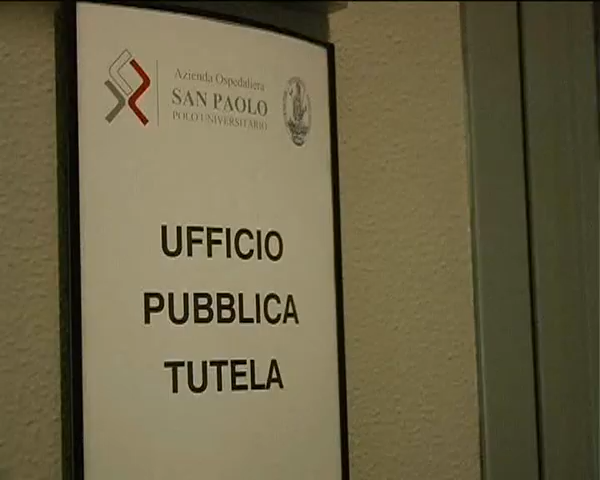 Azienda Ospedaliera
SAN PAOLO
POLO UNIVERSITARIO
UFFICIO
PUBBLICA
TUTELA